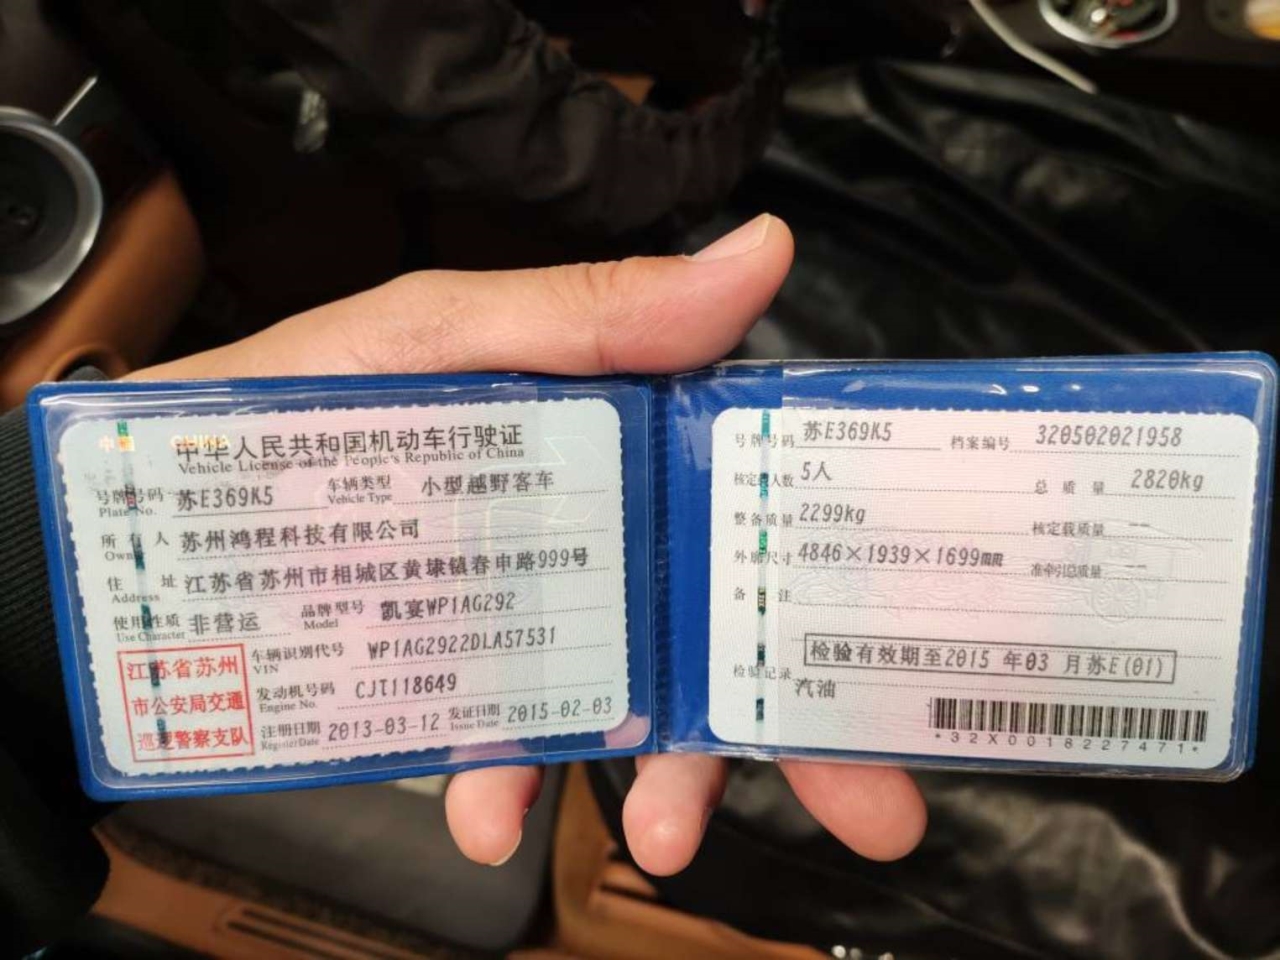 中国 CHINA
中华人民共和国机动车行驶证
Vehicle License of the People's Republic of China
号牌号码 苏E369K5 车辆类型 小型越野客车
Plate No. Vehicle Type
所有人 苏州鸿程科技有限公司
Owner
住址 江苏省苏州市相城区黄埭镇春申路999号
Address
使用性质 非营运 品牌型号 凯宴WP1AG292
Use Character Model
江苏省苏州
市公安局交通
巡逻警察支队
车辆识别代号 WP1AG2922DLA57531
VIN
发动机号码 CJT118649
Engine No.
注册日期 2013-03-12 发证日期 2015-02-03
Register Date Issue Date
号牌号码 苏E369K5 档案编号 320502021958
核定载人数 5人 总质量 2820kg
整备质量 2299kg 核定载质量 --
外廓尺寸 4846×1939×1699mm 准牵引总质量 --
备注
检验有效期至2015 年03 月苏E(01)
检验记录
汽油
*32X0018227471*